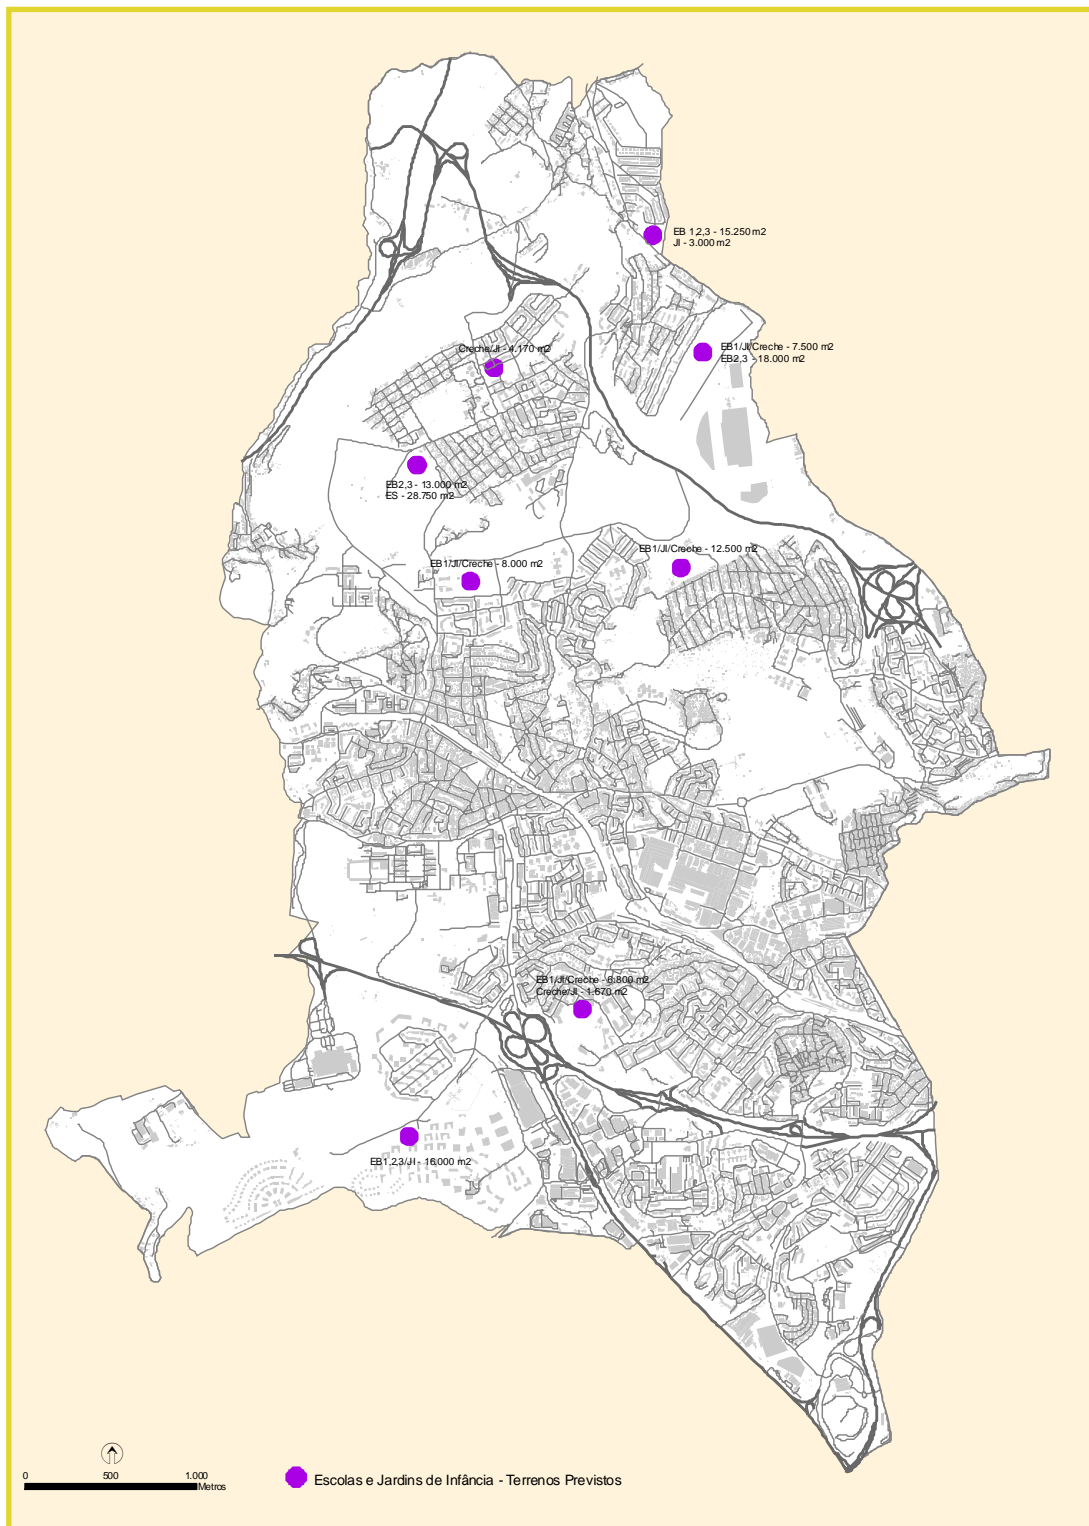 EB 1,2,3 - 15.250 m2
JI - 3.000 m2
EB1/JI/Creche - 7.500 m2
EB2,3 - 18.000 m2
Creche/JI - 4.170 m2
EB2,3 - 13.000 m2
ES - 28.750 m2
EB1/JI/Creche - 12.500 m2
EB1/JI/Creche - 8.000 m2
EB1/JI/Creche - 6.800 m2
Creche/JI - 1.670 m2
EB1,2,3/JI - 16.000 m2
0 500 1.000
Metros
Escolas e Jardins de Infância - Terrenos Previstos